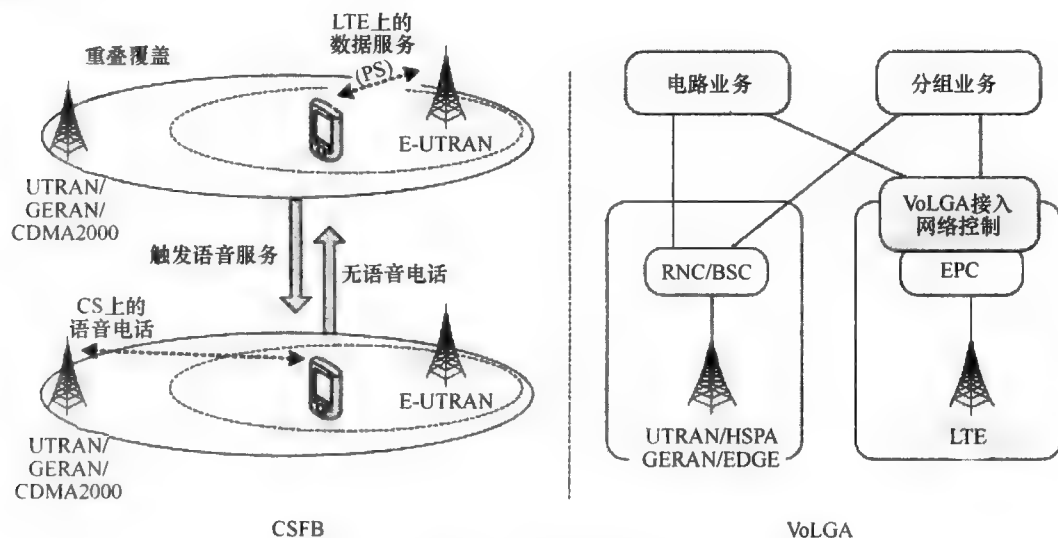 LTE上的
数据服务
重叠覆盖
(PS)
E-UTRAN
UTRAN/
GERAN/
CDMA2000
触发语音服务
无语音电话
CS上的
语音电话
E-UTRAN
UTRAN/
GERAN/
CDMA2000
CSFB
电路业务
分组业务
VoLGA接入
网络控制
RNC/BSC
EPC
UTRAN/HSPA
GERAN/EDGE
LTE
VoLGA